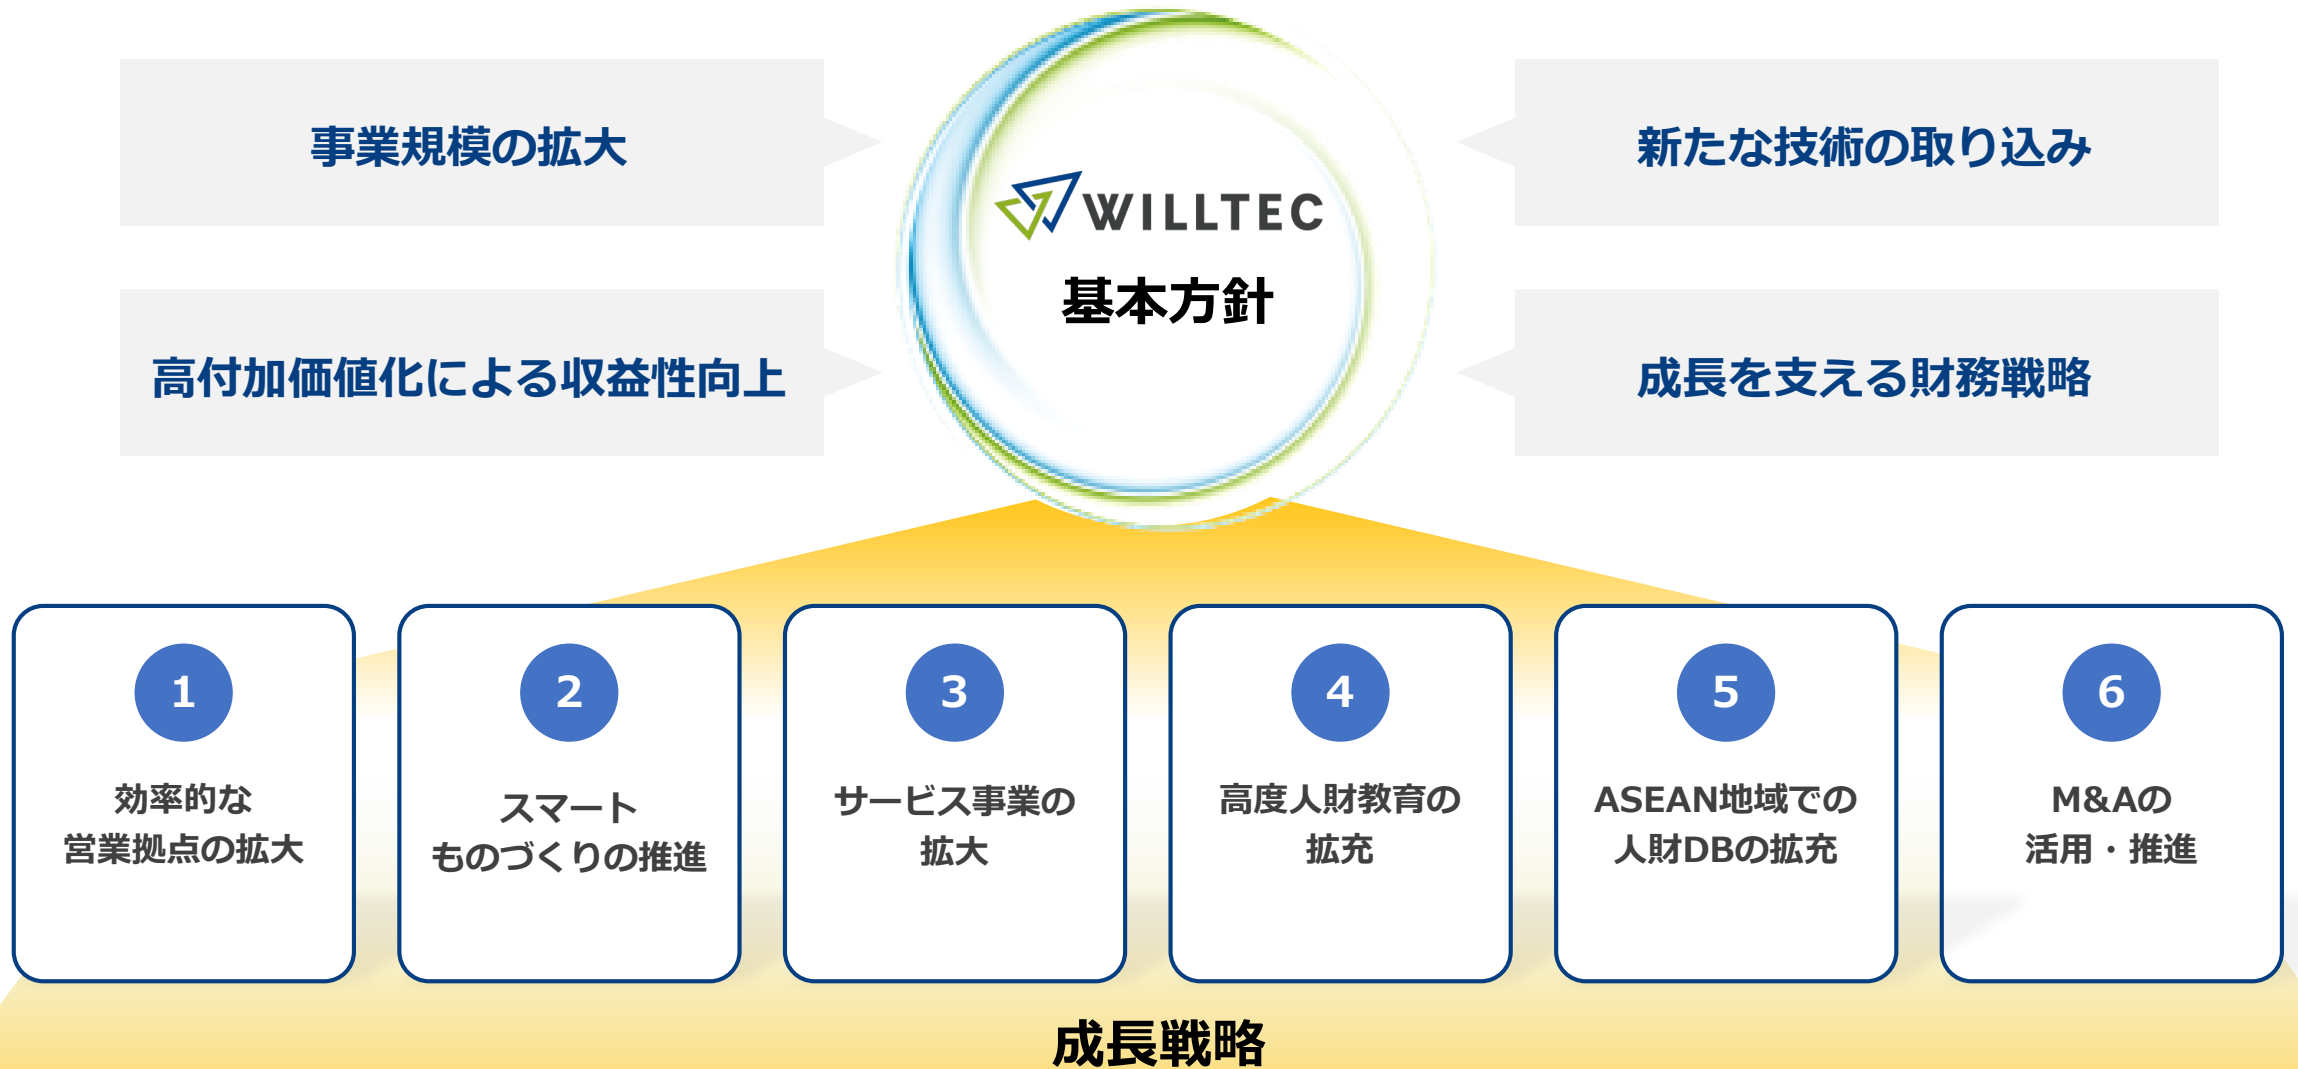 事業規模の拡大
新たな技術の取り込み
WILLTEC
基本方針
高付加価値化による収益性向上
成長を支える財務戦略
1
効率的な
営業拠点の拡大
2
スマート
ものづくりの推進
3
サービス事業の
拡大
4
高度人財教育の
拡充
5
ASEAN地域での
人財DBの拡充
6
M&Aの
活用・推進
成長戦略